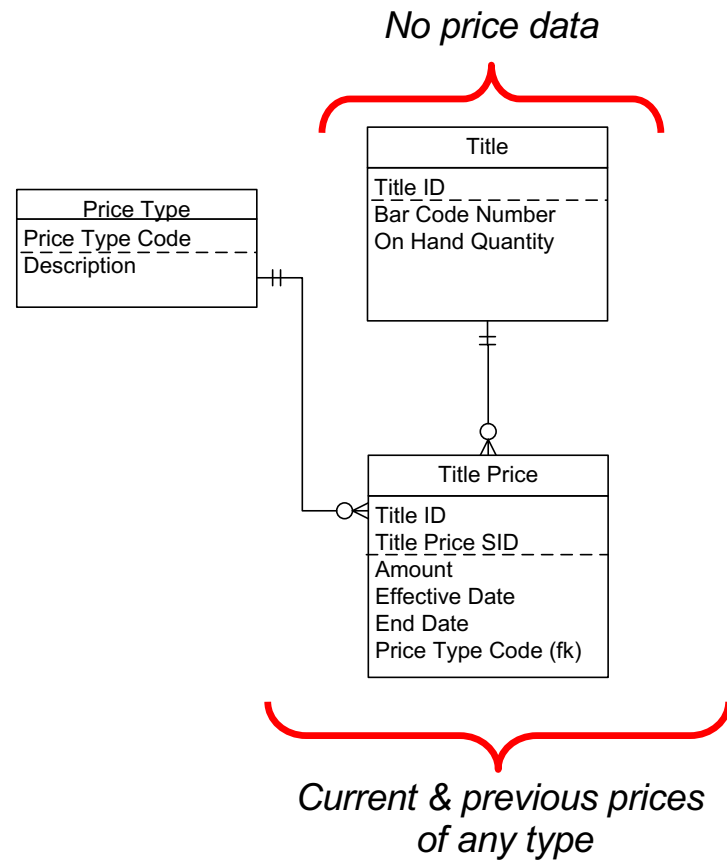 No price data
Title
Title ID
Bar Code Number
On Hand Quantity
Price Type
Price Type Code
Description
Title Price
Title ID
Title Price SID
Amount
Effective Date
End Date
Price Type Code (fk)
Current & previous prices
of any type